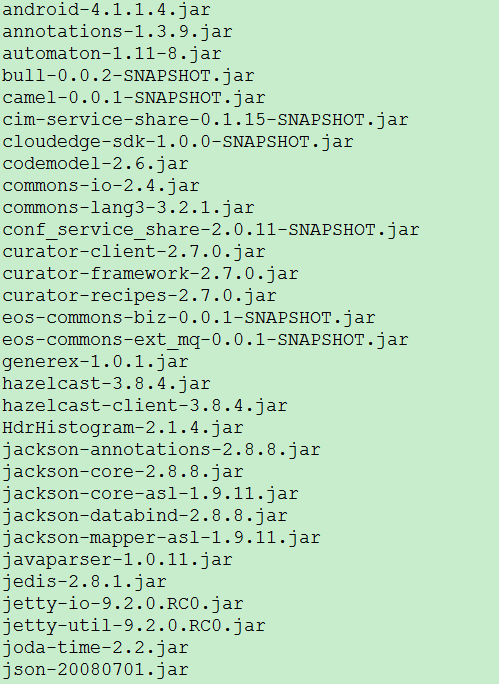 android-4.1.1.4.jar
annotations-1.3.9.jar
automaton-1.11-8.jar
bull-0.0.2-SNAPSHOT.jar
camel-0.0.1-SNAPSHOT.jar
cim-service-share-0.1.15-SNAPSHOT.jar
cloudedge-sdk-1.0.0-SNAPSHOT.jar
codemodel-2.6.jar
commons-io-2.4.jar
commons-lang3-3.2.1.jar
conf_service_share-2.0.11-SNAPSHOT.jar
curator-client-2.7.0.jar
curator-framework-2.7.0.jar
curator-recipes-2.7.0.jar
eos-commons-biz-0.0.1-SNAPSHOT.jar
eos-commons-ext_mq-0.0.1-SNAPSHOT.jar
generex-1.0.1.jar
hazelcast-3.8.4.jar
hazelcast-client-3.8.4.jar
HdrHistogram-2.1.4.jar
jackson-annotations-2.8.8.jar
jackson-core-2.8.8.jar
jackson-core-asl-1.9.11.jar
jackson-databind-2.8.8.jar
jackson-mapper-asl-1.9.11.jar
javaparser-1.0.11.jar
jedis-2.8.1.jar
jetty-io-9.2.0.RC0.jar
jetty-util-9.2.0.RC0.jar
joda-time-2.2.jar
json-20080701.jar